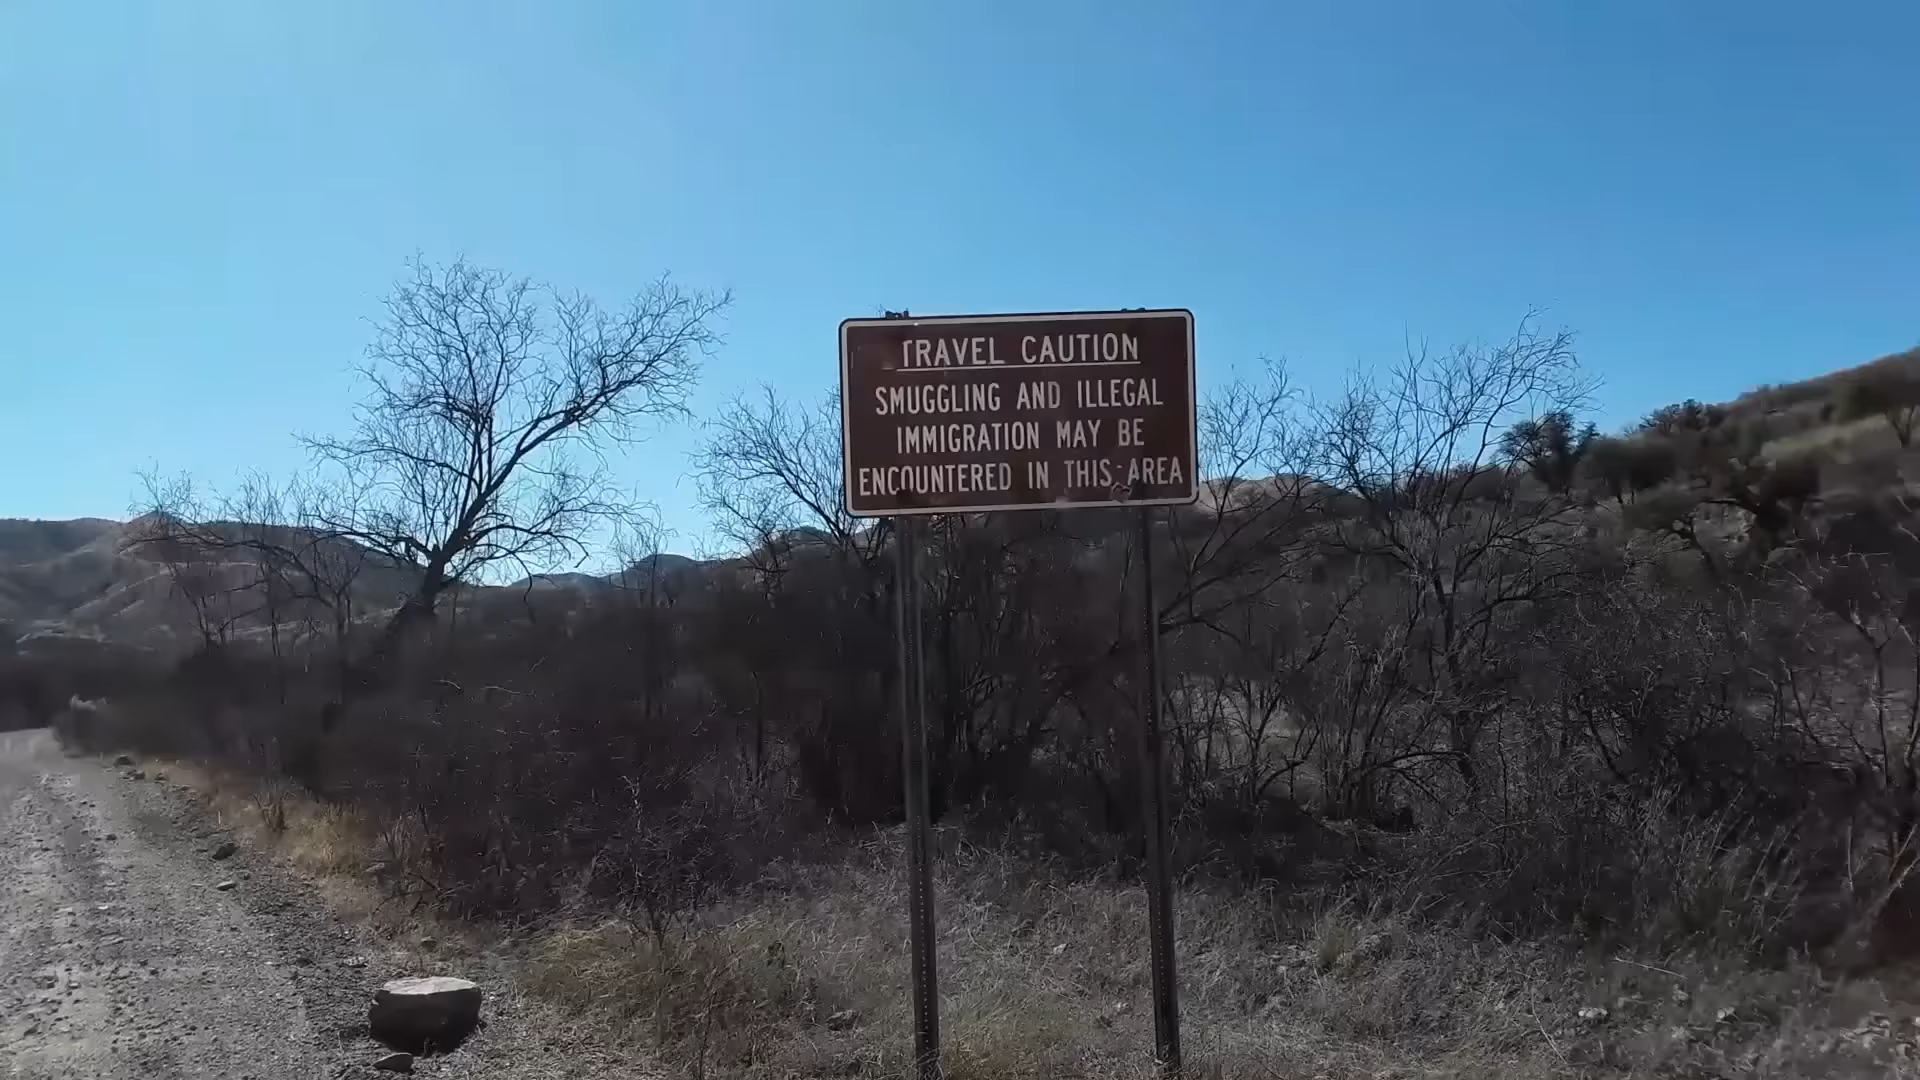 TRAVEL CAUTION
SMUGGLING AND ILLEGAL
IMMIGRATION MAY BE
ENCOUNTERED IN THIS AREA